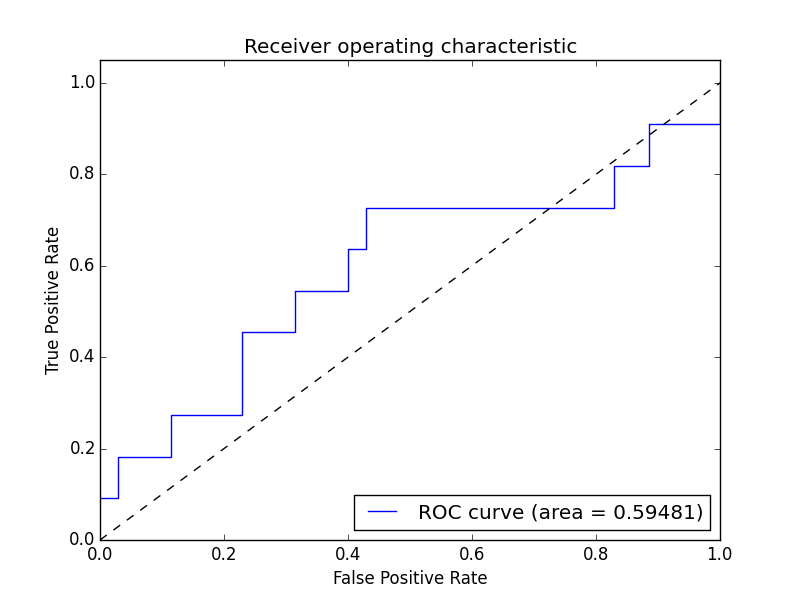 Receiver operating characteristic
1.0
0.8
0.6
0.4
0.2
0.0
True Positive Rate
ROC curve (area = 0.59481)
0.0 0.2 0.4 0.6 0.8 1.0
False Positive Rate